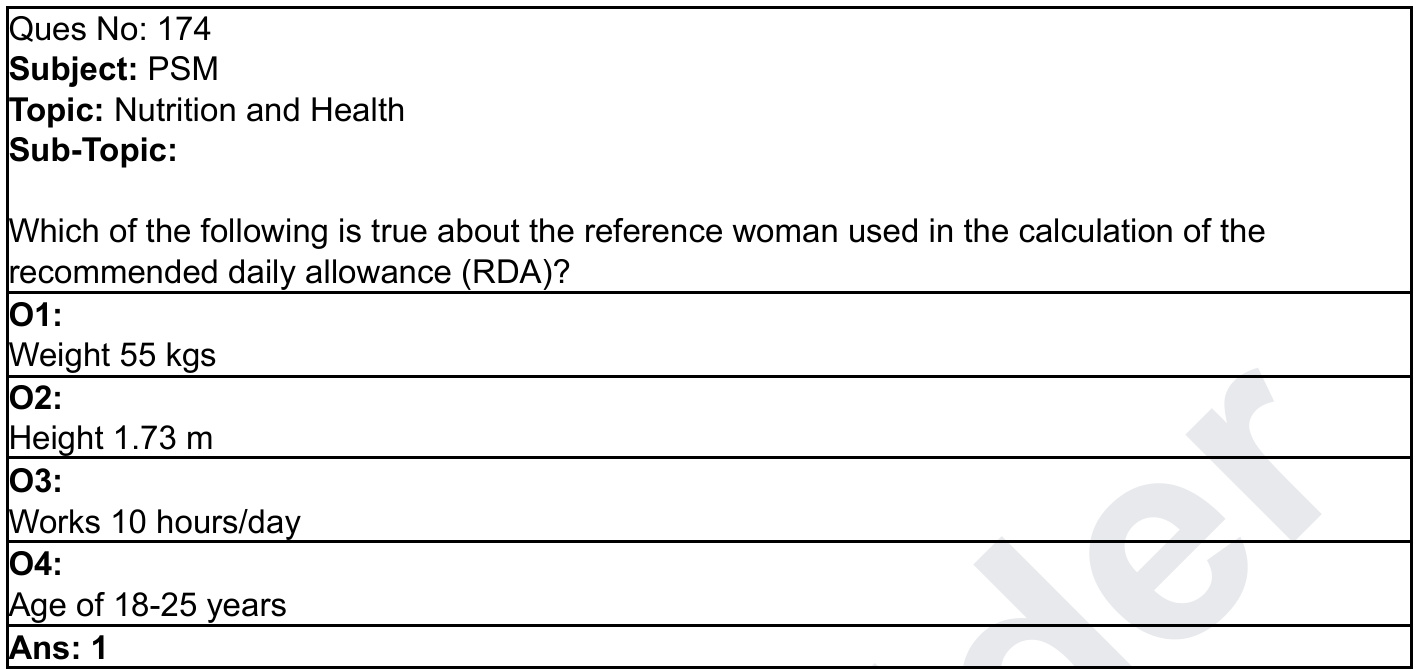 Ques No: 174
Subject: PSM
Topic: Nutrition and Health
Sub-Topic:
Which of the following is true about the reference woman used in the calculation of the
recommended daily allowance (RDA)?
O1:
Weight 55 kgs
O2:
Height 1.73 m
O3:
Works 10 hours/day
O4:
Age of 18-25 years
Ans: 1